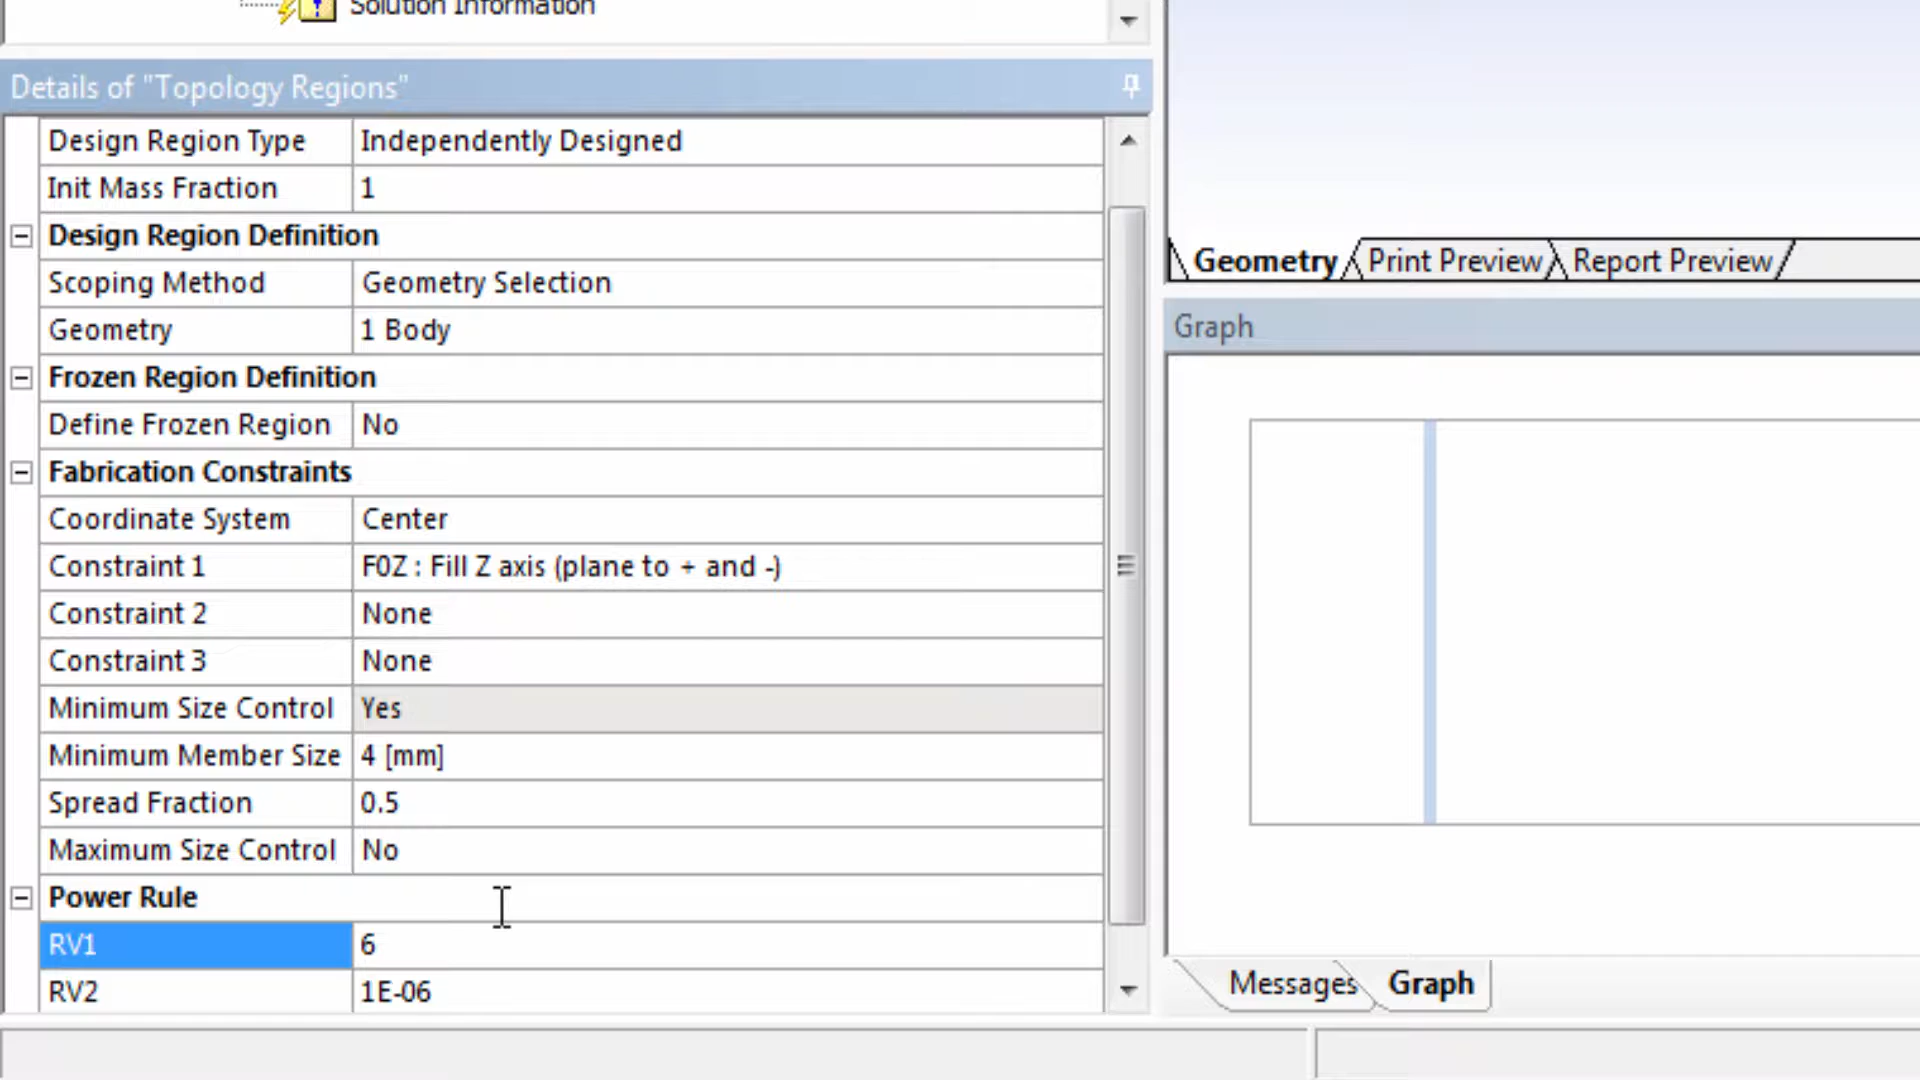 Solution Information
Details of "Topology Regions"
Design Region Type Independently Designed
Init Mass Fraction 1
Design Region Definition
Scoping Method Geometry Selection
Geometry 1 Body
Frozen Region Definition
Define Frozen Region No
Fabrication Constraints
Coordinate System Center
Constraint 1 F0Z : Fill Z axis (plane to + and -)
Constraint 2 None
Constraint 3 None
Minimum Size Control Yes
Minimum Member Size 4 [mm]
Spread Fraction 0.5
Maximum Size Control No
Power Rule
RV1 6
RV2 1E-06
Geometry Print Preview Report Preview
Graph
Messages Graph